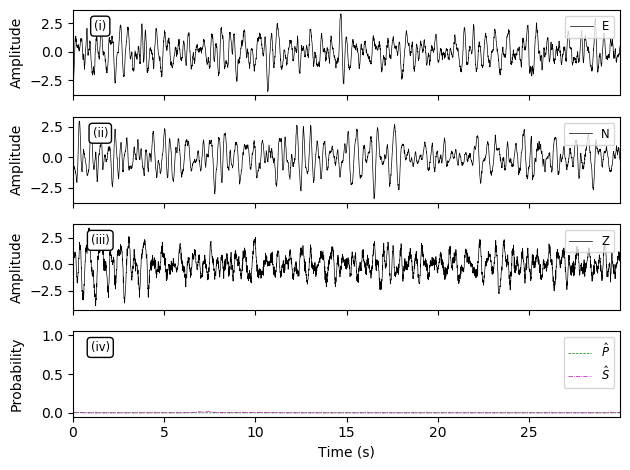 (i)
E
Amplitude
2.5
0.0
−2.5
(ii)
N
Amplitude
2.5
0.0
−2.5
(iii)
Z
Amplitude
2.5
0.0
−2.5
(iv)
P̂
Ŝ
Probability
1.0
0.5
0.0
0 5 10 15 20 25
Time (s)